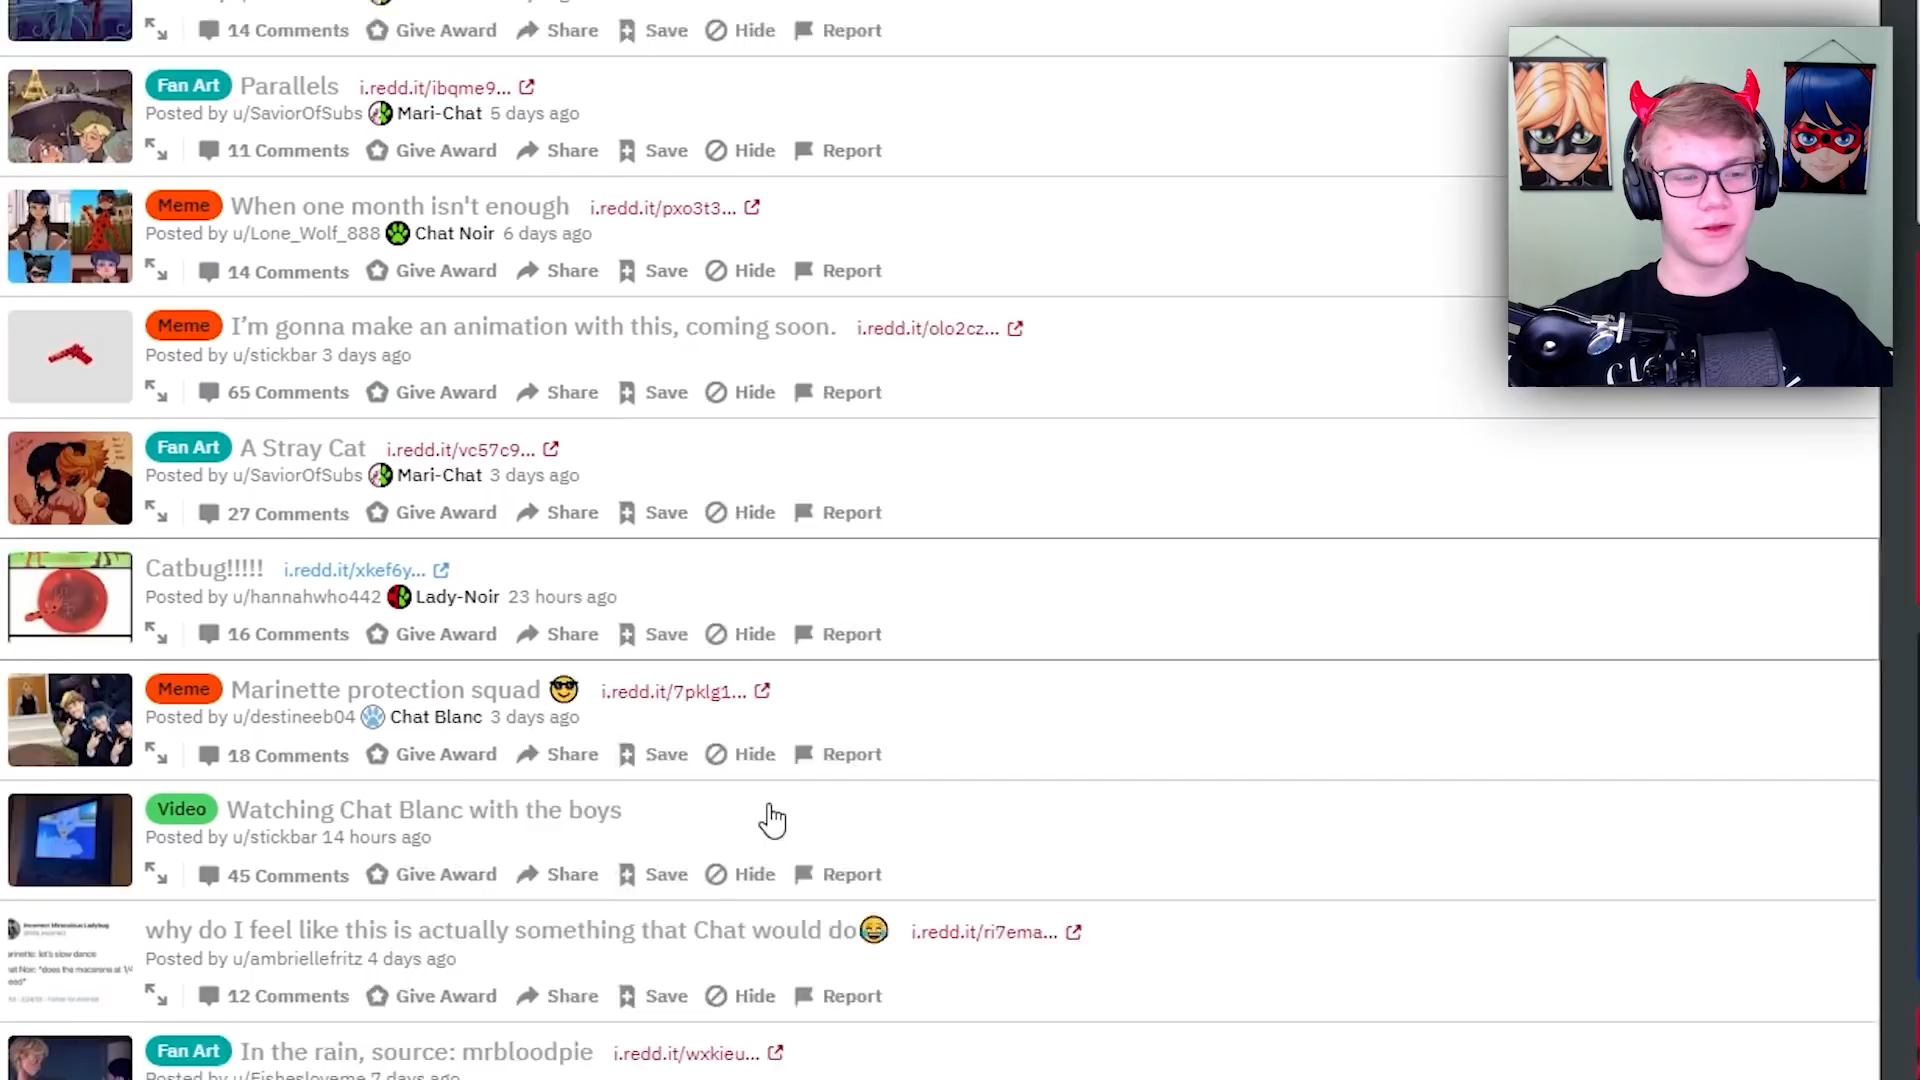 14 Comments Give Award Share Save Hide Report
Fan Art Parallels i.redd.it/ibqme9...
Posted by u/SaviorOfSubs Mari-Chat 5 days ago
11 Comments Give Award Share Save Hide Report
Meme When one month isn't enough i.redd.it/pxo3t3...
Posted by u/Lone_Wolf_888 Chat Noir 6 days ago
14 Comments Give Award Share Save Hide Report
Meme I’m gonna make an animation with this, coming soon. i.redd.it/olo2cz...
Posted by u/stickbar 3 days ago
65 Comments Give Award Share Save Hide Report
Fan Art A Stray Cat i.redd.it/vc57c9...
Posted by u/SaviorOfSubs Mari-Chat 3 days ago
27 Comments Give Award Share Save Hide Report
Catbug!!!!! i.redd.it/xkef6y...
Posted by u/hannahwho442 Lady-Noir 23 hours ago
16 Comments Give Award Share Save Hide Report
Meme Marinette protection squad 😎 i.redd.it/7pklg1...
Posted by u/destineeb04 Chat Blanc 3 days ago
18 Comments Give Award Share Save Hide Report
Video Watching Chat Blanc with the boys
Posted by u/stickbar 14 hours ago
45 Comments Give Award Share Save Hide Report
why do I feel like this is actually something that Chat would do😂 i.redd.it/ri7ema...
Posted by u/ambriellefritz 4 days ago
12 Comments Give Award Share Save Hide Report
Fan Art In the rain, source: mrbloodpie i.redd.it/wxkieu...
Posted by u/Fishesloveme 7 days ago